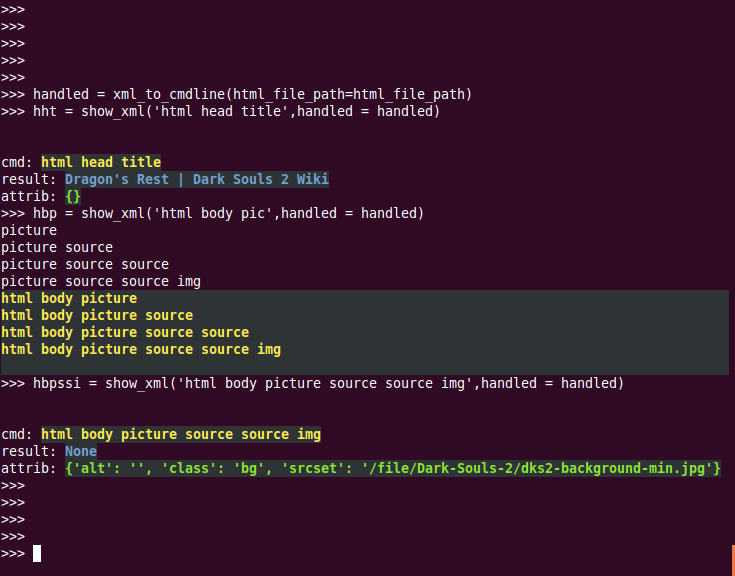 >>>
>>>
>>>
>>>
>>>
>>> handled = xml_to_cmdline(html_file_path=html_file_path)
>>> hht = show_xml('html head title',handled = handled)
cmd: html head title
result: Dragon's Rest | Dark Souls 2 Wiki
attrib: {}
>>> hbp = show_xml('html body pic',handled = handled)
picture
picture source
picture source source
picture source source img
html body picture
html body picture source
html body picture source source
html body picture source source img
>>> hbpssi = show_xml('html body picture source source img',handled = handled)
cmd: html body picture source source img
result: None
attrib: {'alt': '', 'class': 'bg', 'srcset': '/file/Dark-Souls-2/dks2-background-min.jpg'}
>>>
>>>
>>>
>>>
>>>